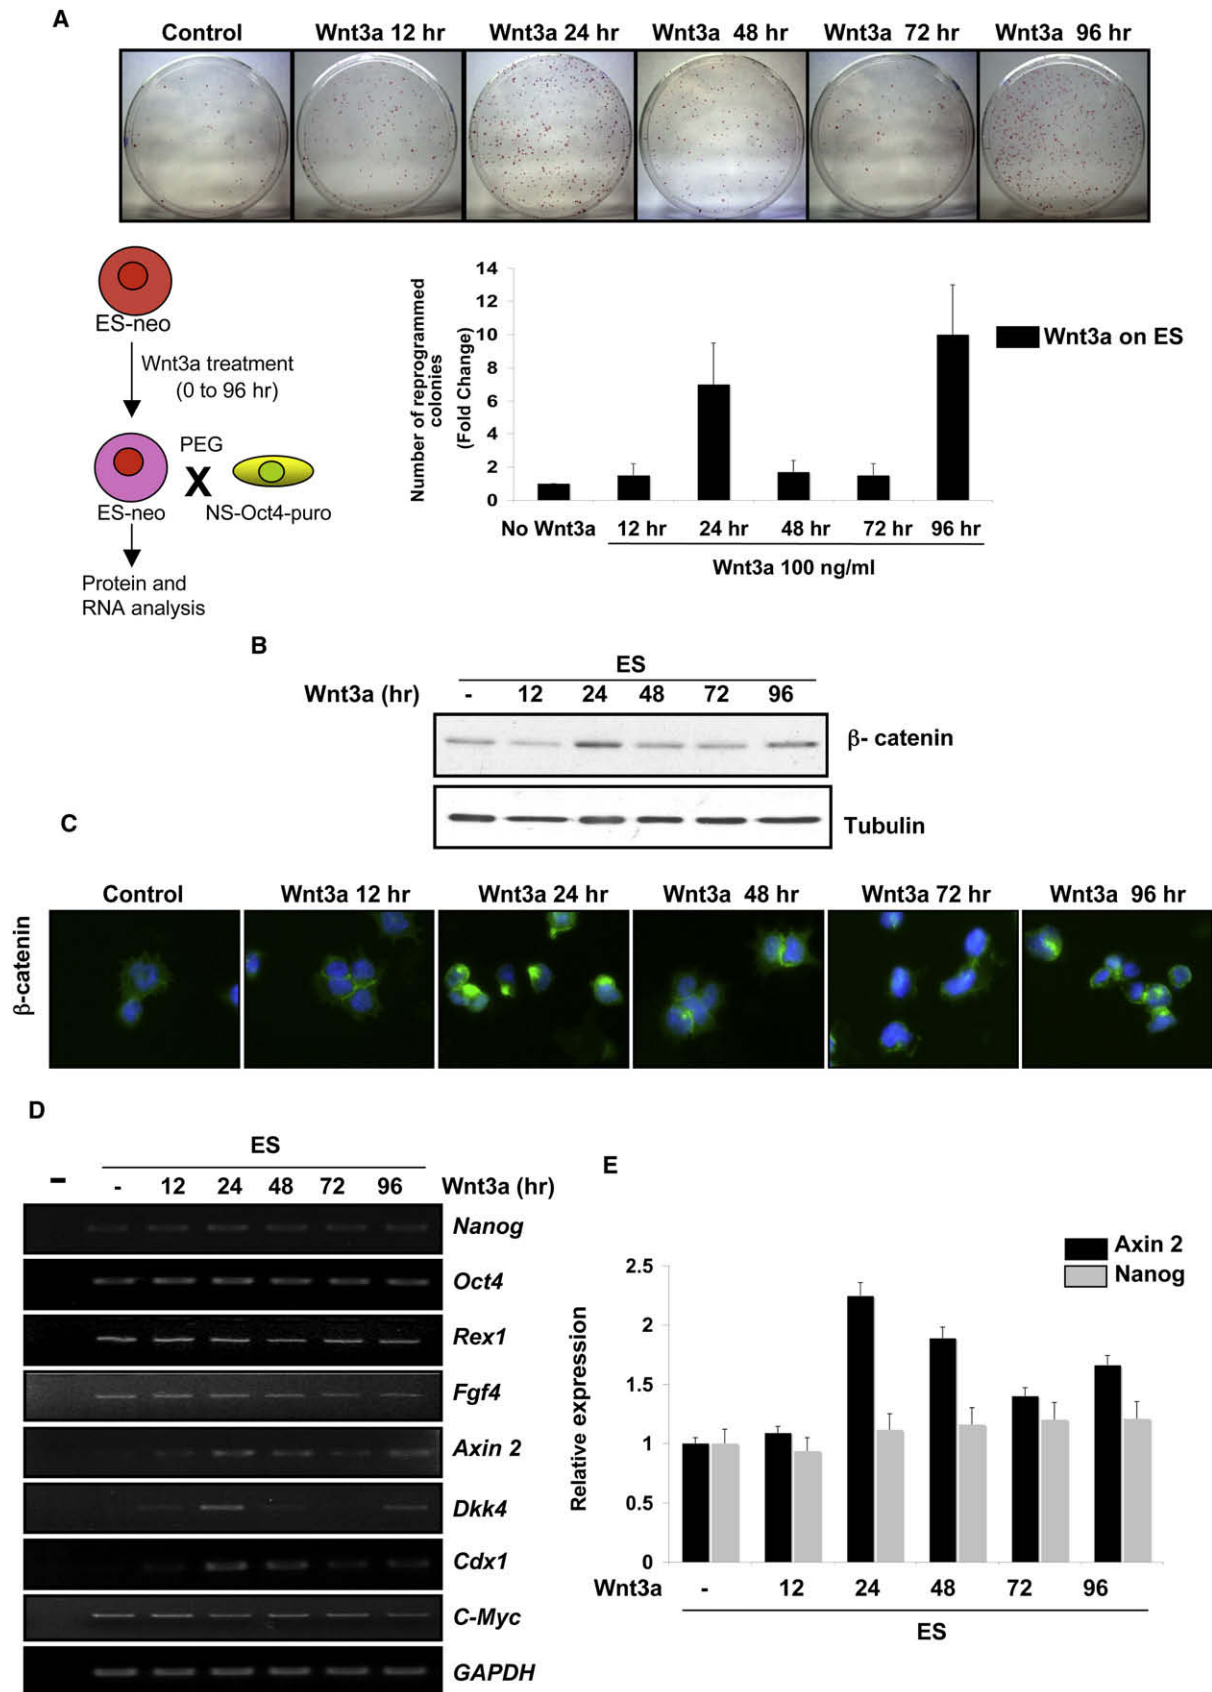 A
Control Wnt3a 12 hr Wnt3a 24 hr Wnt3a 48 hr Wnt3a 72 hr Wnt3a 96 hr
ES-neo
Wnt3a treatment
(0 to 96 hr)
PEG
X
ES-neo
NS-Oct4-puro
Protein and
RNA analysis
Number of reprogrammed
colonies
(Fold Change)
14
12
10
8
6
4
2
0
Wnt3a on ES
No Wnt3a 12 hr 24 hr 48 hr 72 hr 96 hr
Wnt3a 100 ng/ml
B
ES
Wnt3a (hr) - 12 24 48 72 96
β- catenin
Tubulin
C
Control Wnt3a 12 hr Wnt3a 24 hr Wnt3a 48 hr Wnt3a 72 hr Wnt3a 96 hr
β-catenin
D
ES
- - 12 24 48 72 96 Wnt3a (hr)
Nanog
Oct4
Rex1
Fgf4
Axin 2
Dkk4
Cdx1
C-Myc
GAPDH
E
Axin 2
Nanog
Relative expression
2.5
2
1.5
1
0.5
0
Wnt3a - 12 24 48 72 96
ES